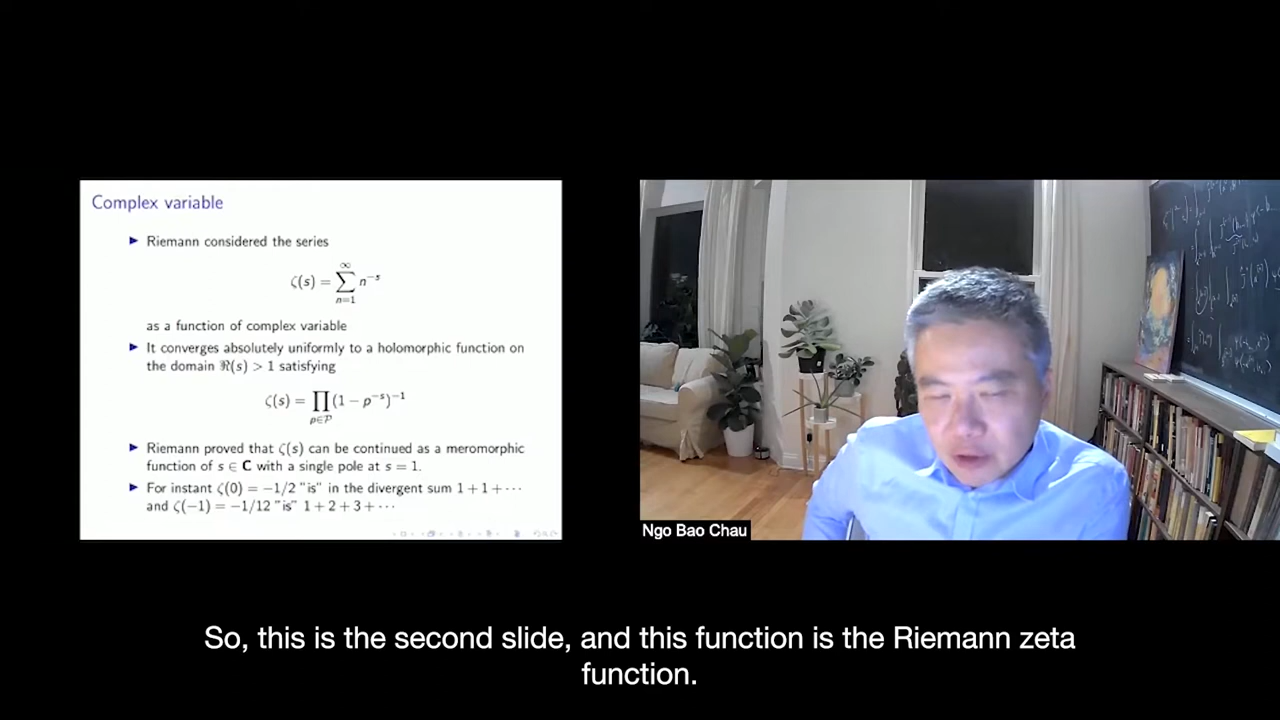 Complex variable
▶ Riemann considered the series
ζ(s) = ∑_{n=1}^{∞} n^{-s}
as a function of complex variable
▶ It converges absolutely uniformly to a holomorphic function on
the domain ℜ(s) > 1 satisfying
ζ(s) = ∏_{p∈𝒫} (1 − p^{-s})^{-1}
▶ Riemann proved that ζ(s) can be continued as a meromorphic
function of s ∈ C with a single pole at s = 1.
▶ For instant ζ(0) = −1/2 "is" in the divergent sum 1 + 1 + ···
and ζ(−1) = −1/12 "is" 1 + 2 + 3 + ···
Ngo Bao Chau
So, this is the second slide, and this function is the Riemann zeta
function.